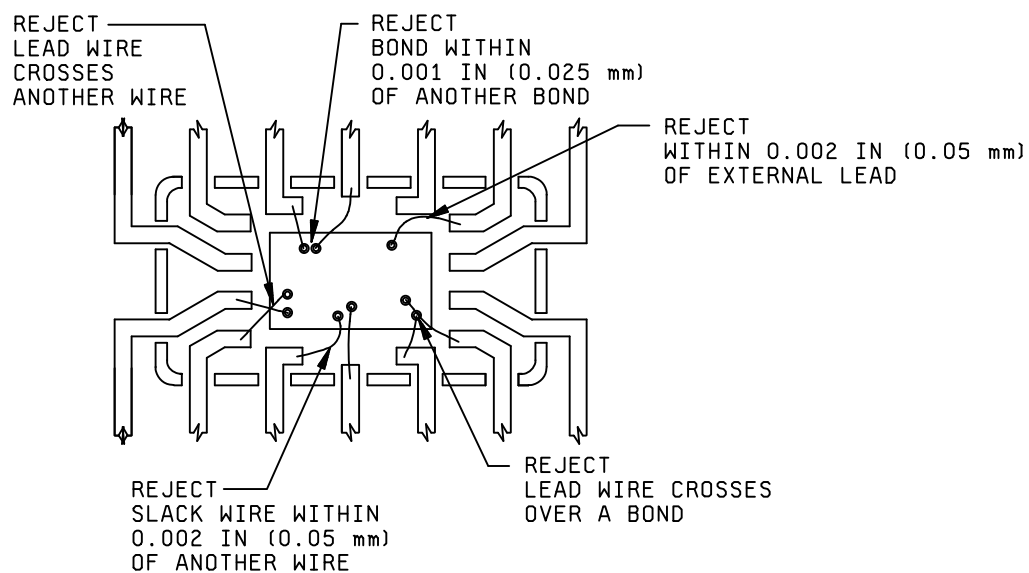 REJECT
LEAD WIRE
CROSSES
ANOTHER WIRE
REJECT
BOND WITHIN
0.001 IN (0.025 mm)
OF ANOTHER BOND
REJECT
WITHIN 0.002 IN (0.05 mm)
OF EXTERNAL LEAD
REJECT
LEAD WIRE CROSSES
OVER A BOND
REJECT
SLACK WIRE WITHIN
0.002 IN (0.05 mm)
OF ANOTHER WIRE